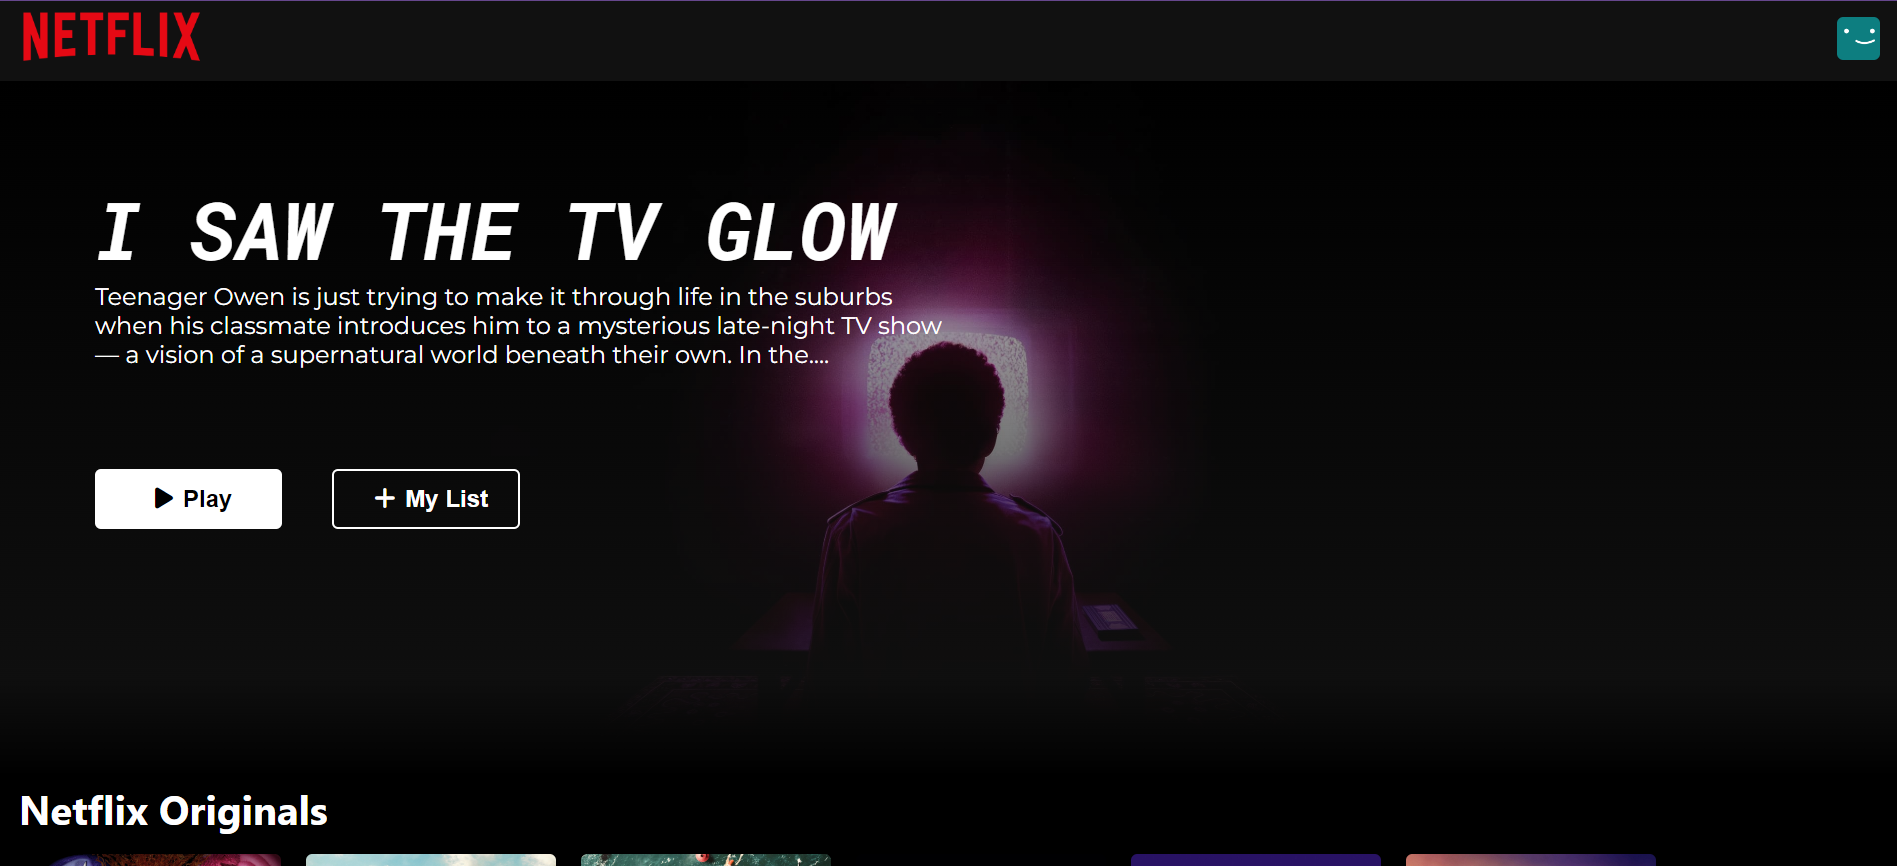 NETFLIX
I SAW THE TV GLOW
Teenager Owen is just trying to make it through life in the suburbs
when his classmate introduces him to a mysterious late-night TV show
— a vision of a supernatural world beneath their own. In the....
Play
My List
Netflix Originals